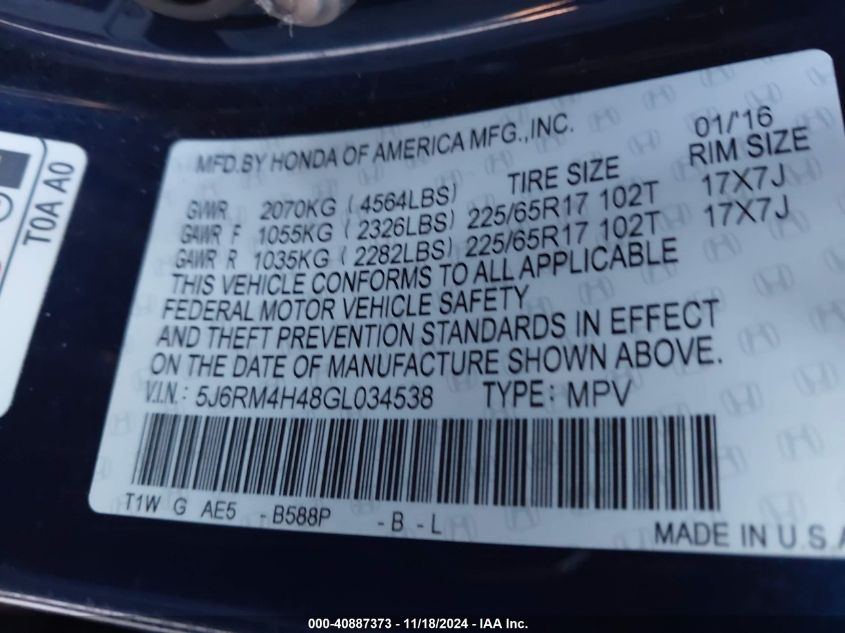 T0A A0
MFD.BY HONDA OF AMERICA MFG.,INC. 01/'16
TIRE SIZE RIM SIZE
GVWR 2070KG ( 4564LBS)
GAWR F 1055KG ( 2326LBS) 225/65R17 102T 17X7J
GAWR R 1035KG ( 2282LBS) 225/65R17 102T 17X7J
THIS VEHICLE CONFORMS TO ALL APPLICABLE
FEDERAL MOTOR VEHICLE SAFETY
AND THEFT PREVENTION STANDARDS IN EFFECT
ON THE DATE OF MANUFACTURE SHOWN ABOVE.
V.I.N.: 5J6RM4H48GL034538 TYPE: MPV
T1W G AE5 - B588P - B - L
MADE IN U.S.A
000-40887373 - 11/18/2024 - IAA Inc.